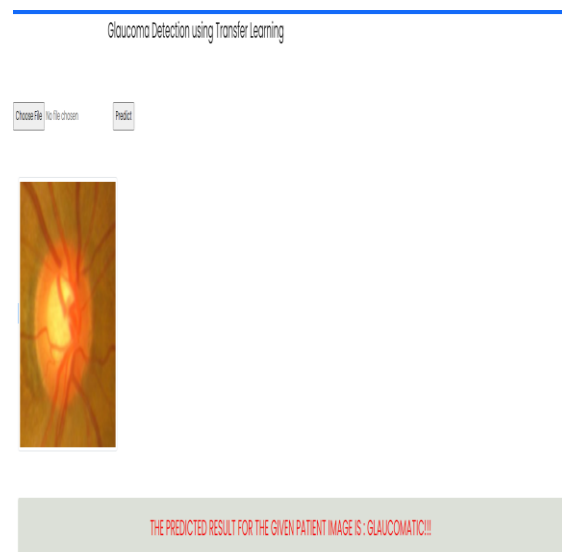 Glaucoma Detection using Transfer Learning
Choose File No file chosen Predict
THE PREDICTED RESULT FOR THE GIVEN PATIENT IMAGE IS : GLAUCOMATIC!!!